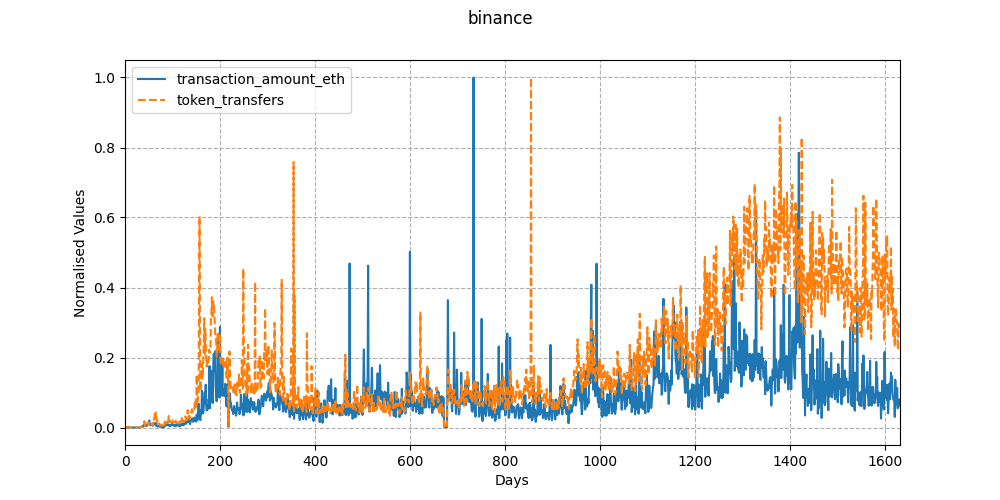 binance
transaction_amount_eth
token_transfers
Normalised Values
1.0
0.8
0.6
0.4
0.2
0.0
0 200 400 600 800 1000 1200 1400 1600
Days